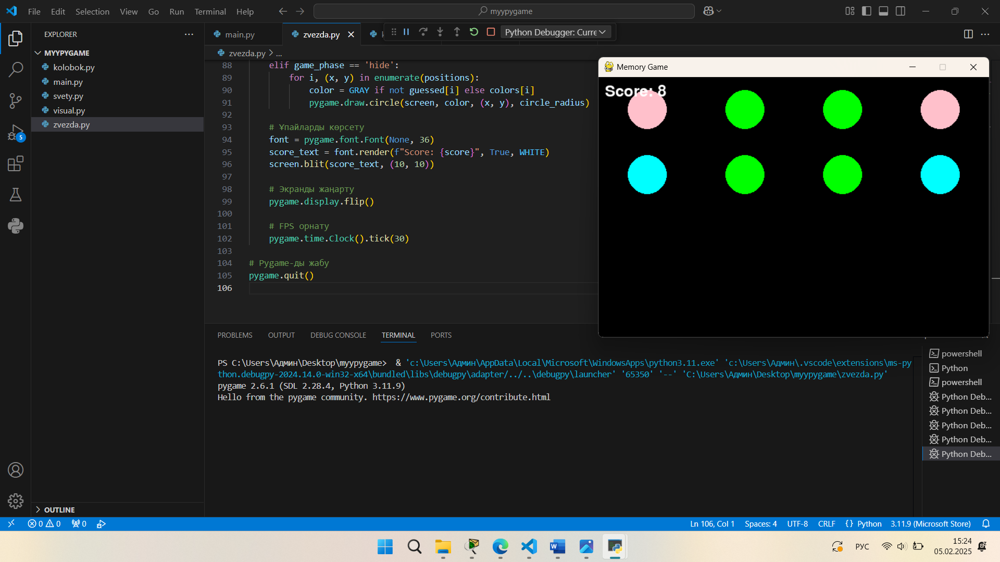 File Edit Selection View Go Run Terminal Help
myypygame
EXPLORER
MYYPYGAME
kolobok.py
main.py
svety.py
visual.py
zvezda.py
5
OUTLINE
main.py
zvezda.py
Python Debugger: Curre
zvezda.py > ...
88 elif game_phase == 'hide':
89 for i, (x, y) in enumerate(positions):
90 color = GRAY if not guessed[i] else colors[i]
91 pygame.draw.circle(screen, color, (x, y), circle_radius)
92
93 # Ұпайларды көрсету
94 font = pygame.font.Font(None, 36)
95 score_text = font.render(f"Score: {score}", True, WHITE)
96 screen.blit(score_text, (10, 10))
97
98 # Экранды жаңарту
99 pygame.display.flip()
100
101 # FPS орнату
102 pygame.time.Clock().tick(30)
103
104 # Pygame-ды жабу
105 pygame.quit()
106
Memory Game
Score: 8
PROBLEMS OUTPUT DEBUG CONSOLE TERMINAL PORTS
PS C:\Users\Админ\Desktop\myypygame> & 'c:\Users\Админ\AppData\Local\Microsoft\WindowsApps\python3.11.exe' 'c:\Users\Админ\.vscode\extensions\ms-py
thon.debugpy-2024.14.0-win32-x64\bundled\libs\debugpy\adapter/../..\debugpy\launcher' '65350' '--' 'C:\Users\Админ\Desktop\myypygame\zvezda.py'
pygame 2.6.1 (SDL 2.28.4, Python 3.11.9)
Hello from the pygame community. https://www.pygame.org/contribute.html
powershell
Python
powershell
Python Deb...
Python Deb...
Python Deb...
Python Deb...
Python Deb...
0 0 0
Ln 106, Col 1 Spaces: 4 UTF-8 CRLF {} Python 3.11.9 (Microsoft Store)
РУС
15:24
05.02.2025